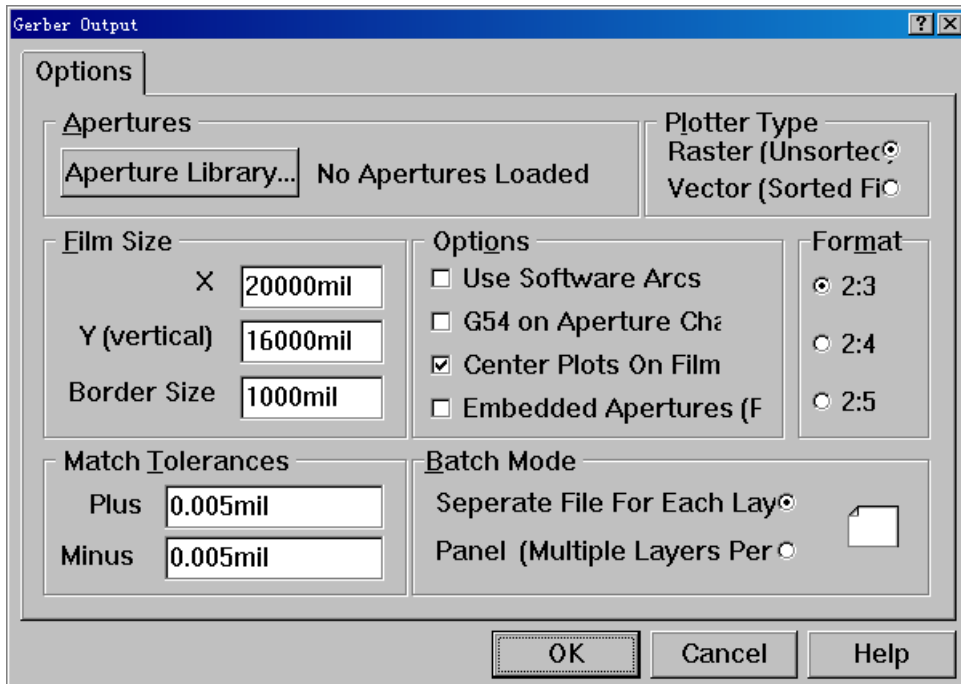 Gerber Output
Options
Apertures
Aperture Library...
No Apertures Loaded
Plotter Type
Raster (Unsorted)
Vector (Sorted Fi
Film Size
X
20000mil
Y (vertical)
16000mil
Border Size
1000mil
Options
Use Software Arcs
G54 on Aperture Cha
Center Plots On Film
Embedded Apertures (F
Format
2:3
2:4
2:5
Match Tolerances
Plus
0.005mil
Minus
0.005mil
Batch Mode
Seperate File For Each Lay
Panel (Multiple Layers Per
OK
Cancel
Help